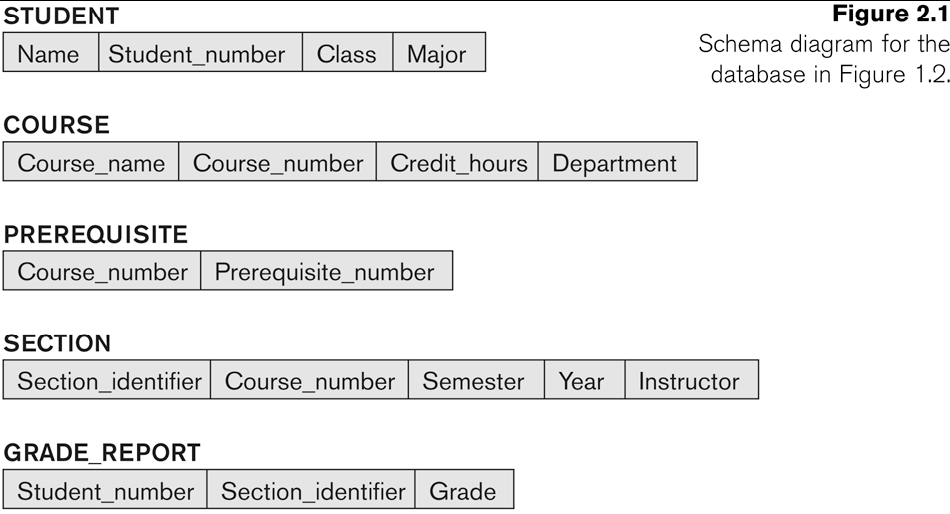 STUDENT
Name Student_number Class Major
Figure 2.1
Schema diagram for the
database in Figure 1.2.
COURSE
Course_name Course_number Credit_hours Department
PREREQUISITE
Course_number Prerequisite_number
SECTION
Section_identifier Course_number Semester Year Instructor
GRADE_REPORT
Student_number Section_identifier Grade